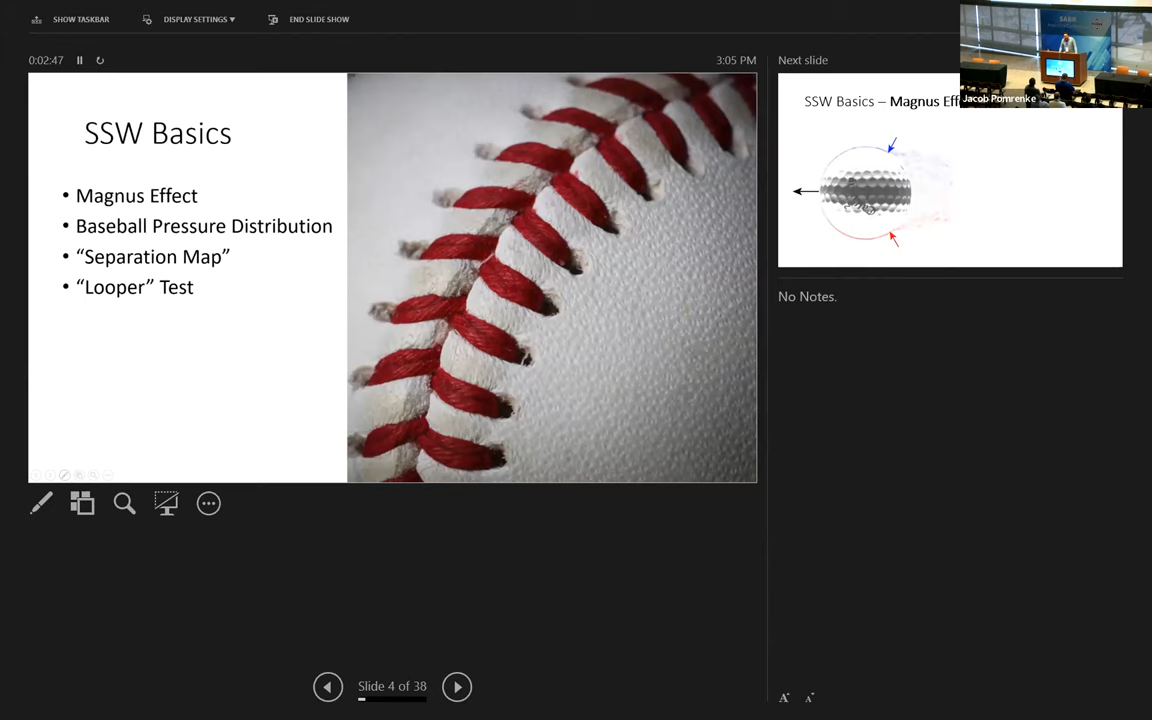 SHOW TASKBAR
DISPLAY SETTINGS ▼
END SLIDE SHOW
0:02:47
3:05 PM
Next slide
SSW Basics
• Magnus Effect
• Baseball Pressure Distribution
• “Separation Map”
• “Looper” Test
SSW Basics – Magnus Eff
SABR
Jacob Pomrenke
No Notes.
Slide 4 of 38
A
A